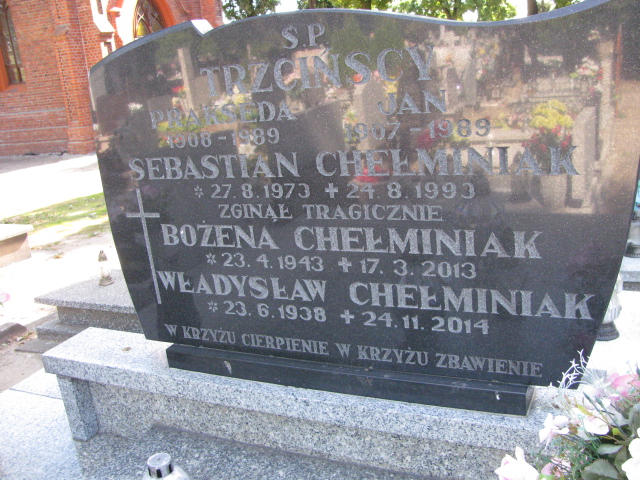 Ś.P.
TRZCIŃSCY
PRAKSEDA JAN
1908-1989 1907-1989
SEBASTIAN CHEŁMINIAK
* 27.8.1973 + 24.8.1993
ZGINĄŁ TRAGICZNIE
BOŻENA CHEŁMINIAK
* 23.4.1943 + 17.3.2013
WŁADYSŁAW CHEŁMINIAK
* 23.6.1938 + 24.11.2014
W KRZYŻU CIERPIENIE W KRZYŻU ZBAWIENIE